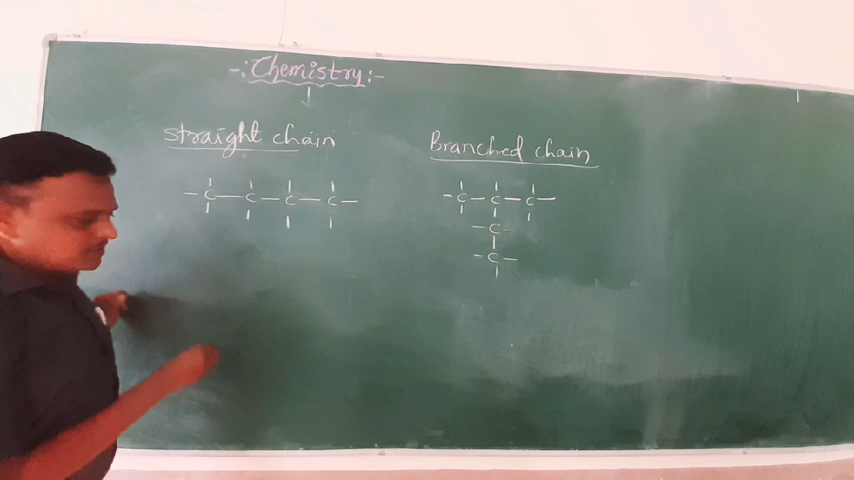 -:Chemistry:-
straight chain
Branched chain
-C-C-C-C-
-C-C-C-
-C-
-C-